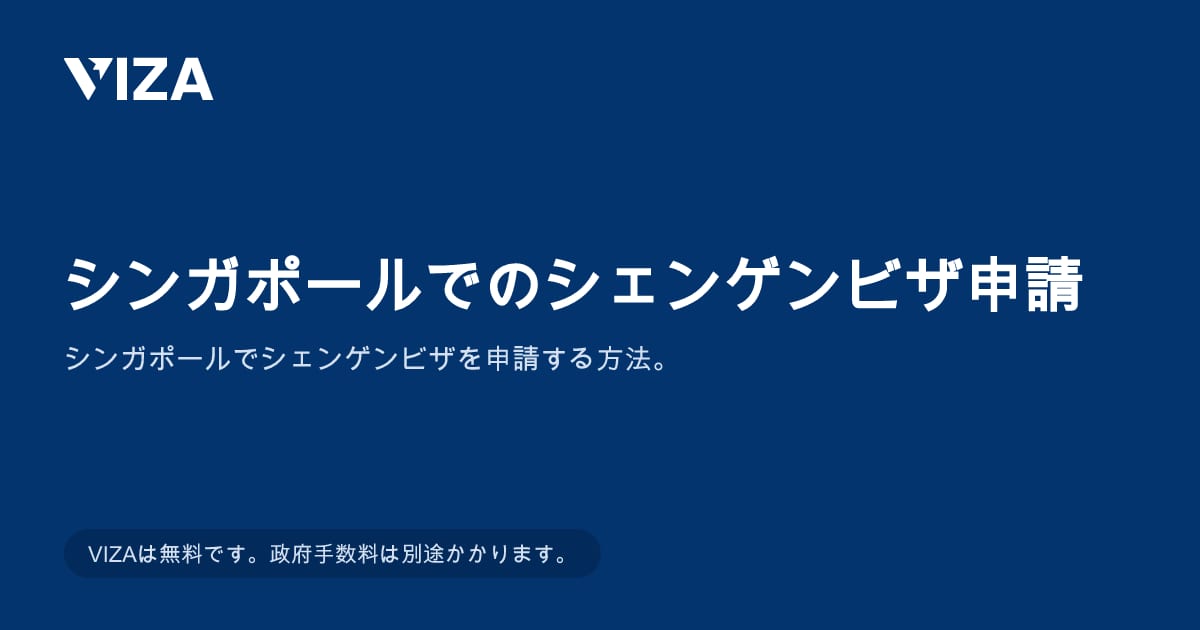 VIZA
シンガポールでのシェンゲンビザ申請
シンガポールでシェンゲンビザを申請する方法。
VIZAは無料です。政府手数料は別途かかります。